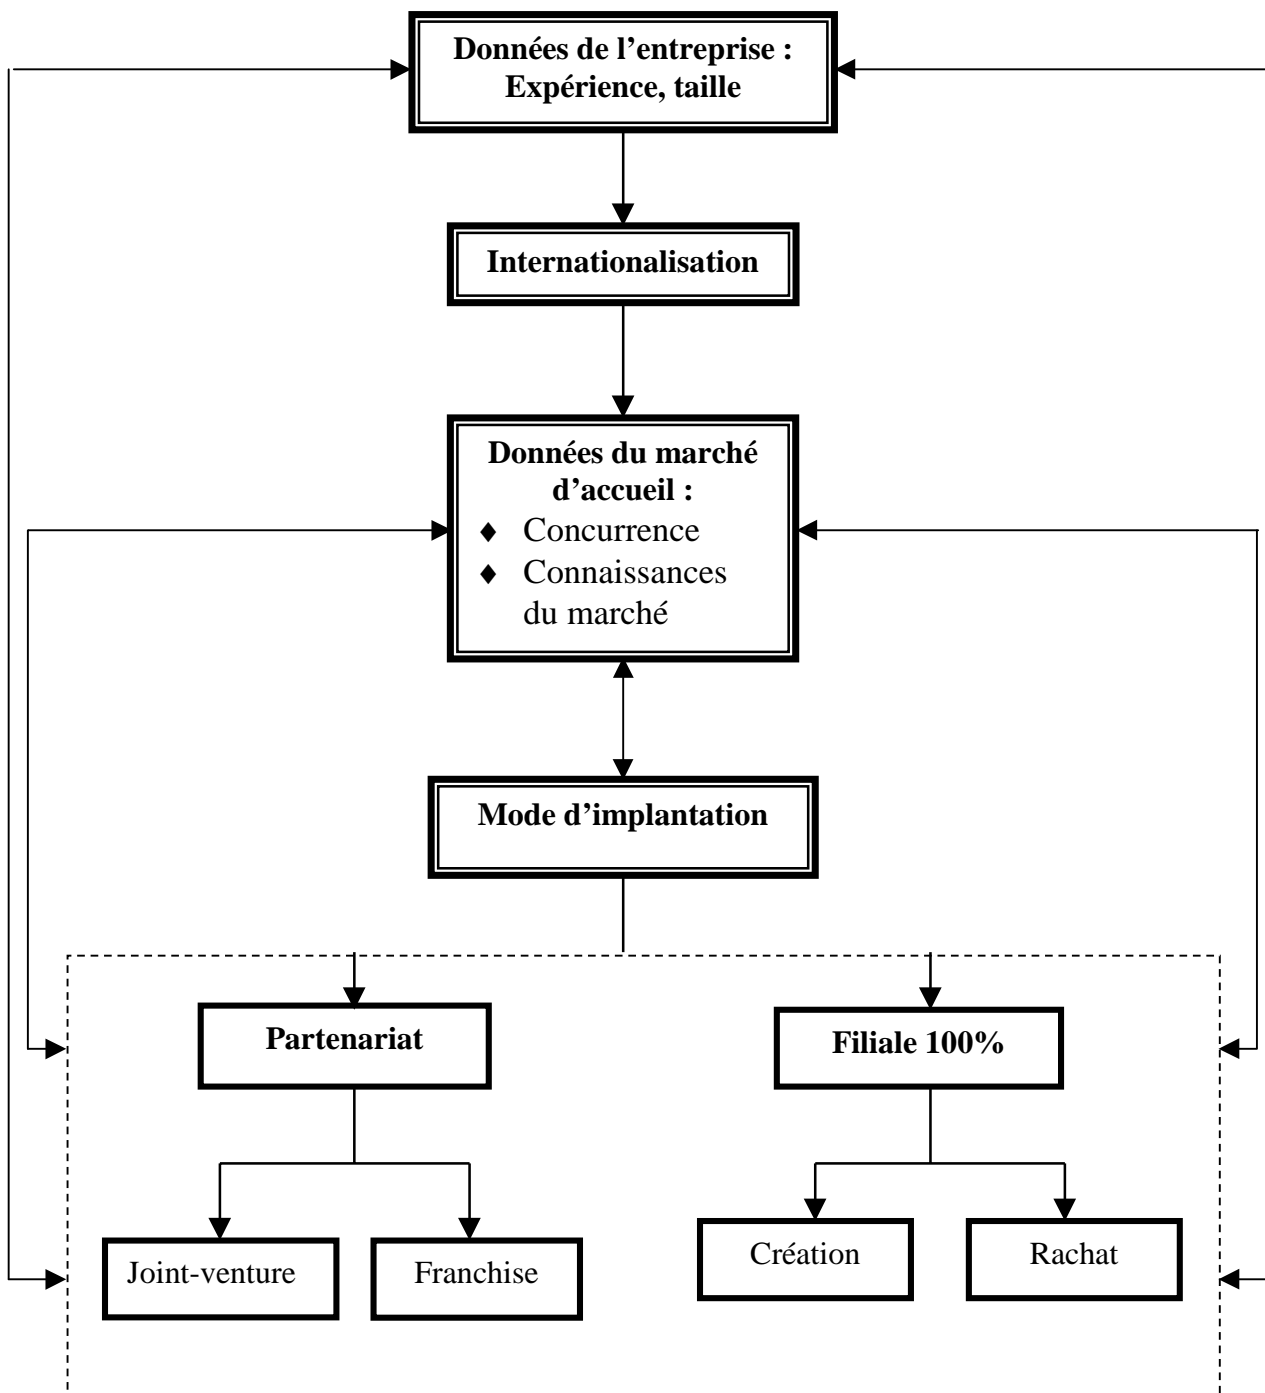 Données de l’entreprise :
Expérience, taille
Internationalisation
Données du marché
d’accueil :
♦ Concurrence
♦ Connaissances
du marché
Mode d’implantation
Partenariat
Filiale 100%
Joint-venture
Franchise
Création
Rachat